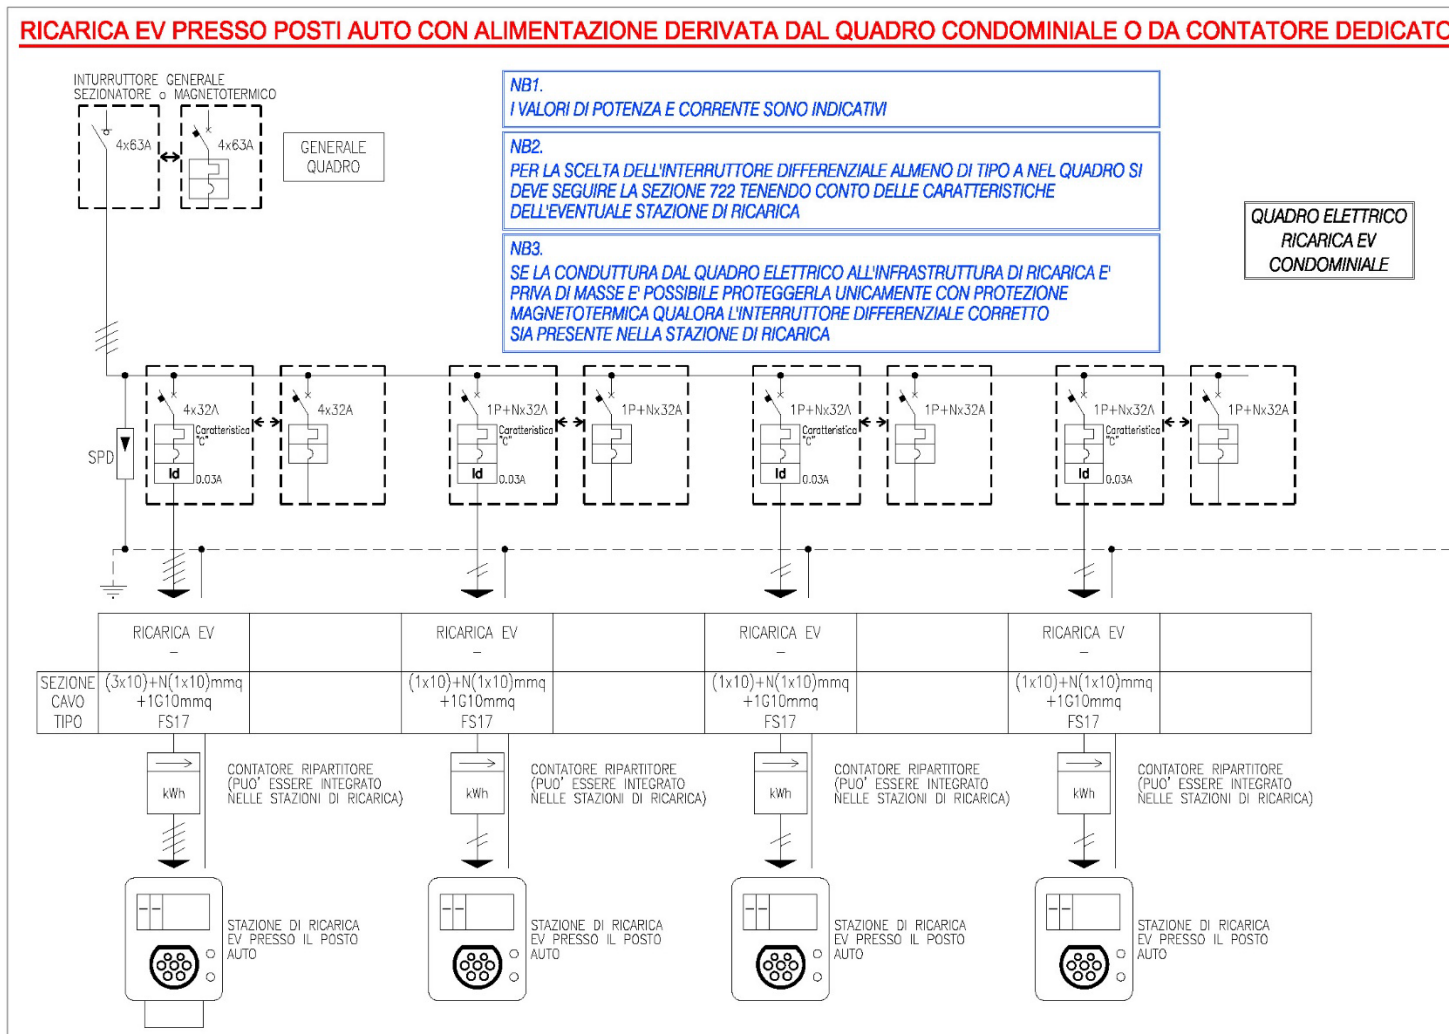 RICARICA EV PRESSO POSTI AUTO CON ALIMENTAZIONE DERIVATA DAL QUADRO CONDOMINIALE O DA CONTATORE DEDICATO
INTURRUTTORE GENERALE
SEZIONATORE o MAGNETOTERMICO
4x63A
4x63A
GENERALE
QUADRO
NB1.
I VALORI DI POTENZA E CORRENTE SONO INDICATIVI
NB2.
PER LA SCELTA DELL'INTERRUTTORE DIFFERENZIALE ALMENO DI TIPO A NEL QUADRO SI
DEVE SEGUIRE LA SEZIONE 722 TENENDO CONTO DELLE CARATTERISTICHE
DELL'EVENTUALE STAZIONE DI RICARICA
NB3.
SE LA CONDUTTURA DAL QUADRO ELETTRICO ALL'INFRASTRUTTURA DI RICARICA E'
PRIVA DI MASSE E' POSSIBILE PROTEGGERLA UNICAMENTE CON PROTEZIONE
MAGNETOTERMICA QUALORA L'INTERRUTTORE DIFFERENZIALE CORRETTO
SIA PRESENTE NELLA STAZIONE DI RICARICA
QUADRO ELETTRICO
RICARICA EV
CONDOMINIALE
SPD
4x32A
Caratteristica
"C"
Id
0.03A
4x32A
1P+Nx32A
Caratteristica
"C"
Id
0.03A
1P+Nx32A
1P+Nx32A
Caratteristica
"C"
Id
0.03A
1P+Nx32A
1P+Nx32A
Caratteristica
"C"
Id
0.03A
1P+Nx32A
RICARICA EV
-
RICARICA EV
-
RICARICA EV
-
RICARICA EV
-
SEZIONE
CAVO
TIPO
(3x10)+N(1x10)mmq
+1G10mmq
FS17
(1x10)+N(1x10)mmq
+1G10mmq
FS17
(1x10)+N(1x10)mmq
+1G10mmq
FS17
(1x10)+N(1x10)mmq
+1G10mmq
FS17
kWh
CONTATORE RIPARTITORE
(PUO' ESSERE INTEGRATO
NELLE STAZIONI DI RICARICA)
kWh
CONTATORE RIPARTITORE
(PUO' ESSERE INTEGRATO
NELLE STAZIONI DI RICARICA)
kWh
CONTATORE RIPARTITORE
(PUO' ESSERE INTEGRATO
NELLE STAZIONI DI RICARICA)
kWh
CONTATORE RIPARTITORE
(PUO' ESSERE INTEGRATO
NELLE STAZIONI DI RICARICA)
--
STAZIONE DI RICARICA
EV PRESSO IL POSTO
AUTO
--
STAZIONE DI RICARICA
EV PRESSO IL POSTO
AUTO
--
STAZIONE DI RICARICA
EV PRESSO IL POSTO
AUTO
--
STAZIONE DI RICARICA
EV PRESSO IL POSTO
AUTO